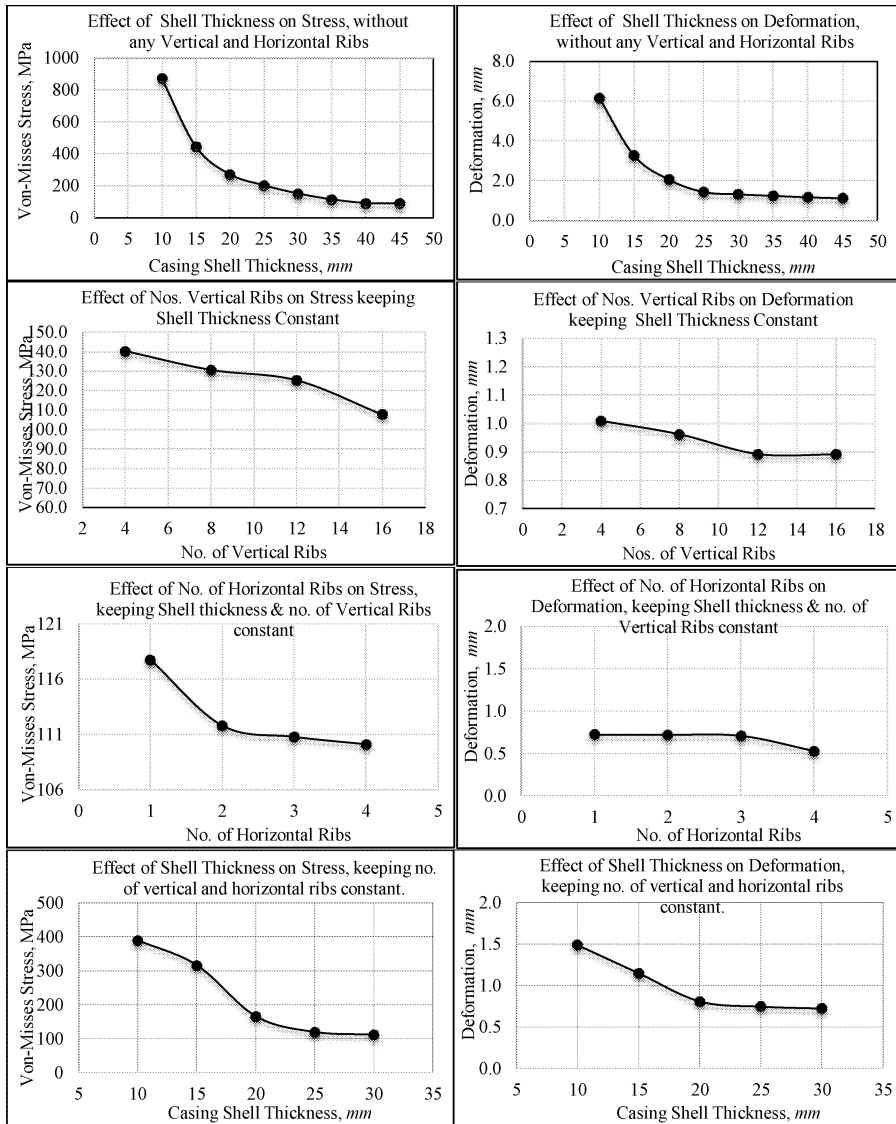 Effect of Shell Thickness on Stress, without
any Vertical and Horizontal Ribs
Von-Misses Stress, MPa
1000
800
600
400
200
0
0 5 10 15 20 25 30 35 40 45 50
Casing Shell Thickness, mm
Effect of Shell Thickness on Deformation,
without any Vertical and Horizontal Ribs
Deformation, mm
8.0
6.0
4.0
2.0
0.0
0 5 10 15 20 25 30 35 40 45 50
Casing Shell Thickness, mm
Effect of Nos. Vertical Ribs on Stress keeping
Shell Thickness Constant
Von-Misses Stress, MPa
150.0
140.0
130.0
120.0
110.0
100.0
90.0
80.0
70.0
60.0
2 4 6 8 10 12 14 16 18
No. of Vertical Ribs
Effect of Nos. Vertical Ribs on Deformation
keeping Shell Thickness Constant
Deformation, mm
1.3
1.2
1.1
1.0
0.9
0.8
0.7
0 2 4 6 8 10 12 14 16 18
Nos. of Vertical Ribs
Effect of No. of Horizontal Ribs on Stress,
keeping Shell thickness & no. of Vertical Ribs
constant
Von-Misses Stress, MPa
121
116
111
106
0 1 2 3 4 5
No. of Horizontal Ribs
Effect of No. of Horizontal Ribs on
Deformation, keeping Shell thickness & no. of
Vertical Ribs constant
Deformation, mm
2.0
1.5
1.0
0.5
0.0
0 1 2 3 4 5
No. of Horizontal Ribs
Effect of Shell Thickness on Stress, keeping no.
of vertical and horizontal ribs constant.
Von-Misses Stress, MPa
500
400
300
200
100
0
5 10 15 20 25 30 35
Casing Shell Thickness, mm
Effect of Shell Thickness on Deformation,
keeping no. of vertical and horizontal ribs
constant.
Deformation, mm
2.0
1.5
1.0
0.5
0.0
5 10 15 20 25 30 35
Casing Shell Thickness, mm